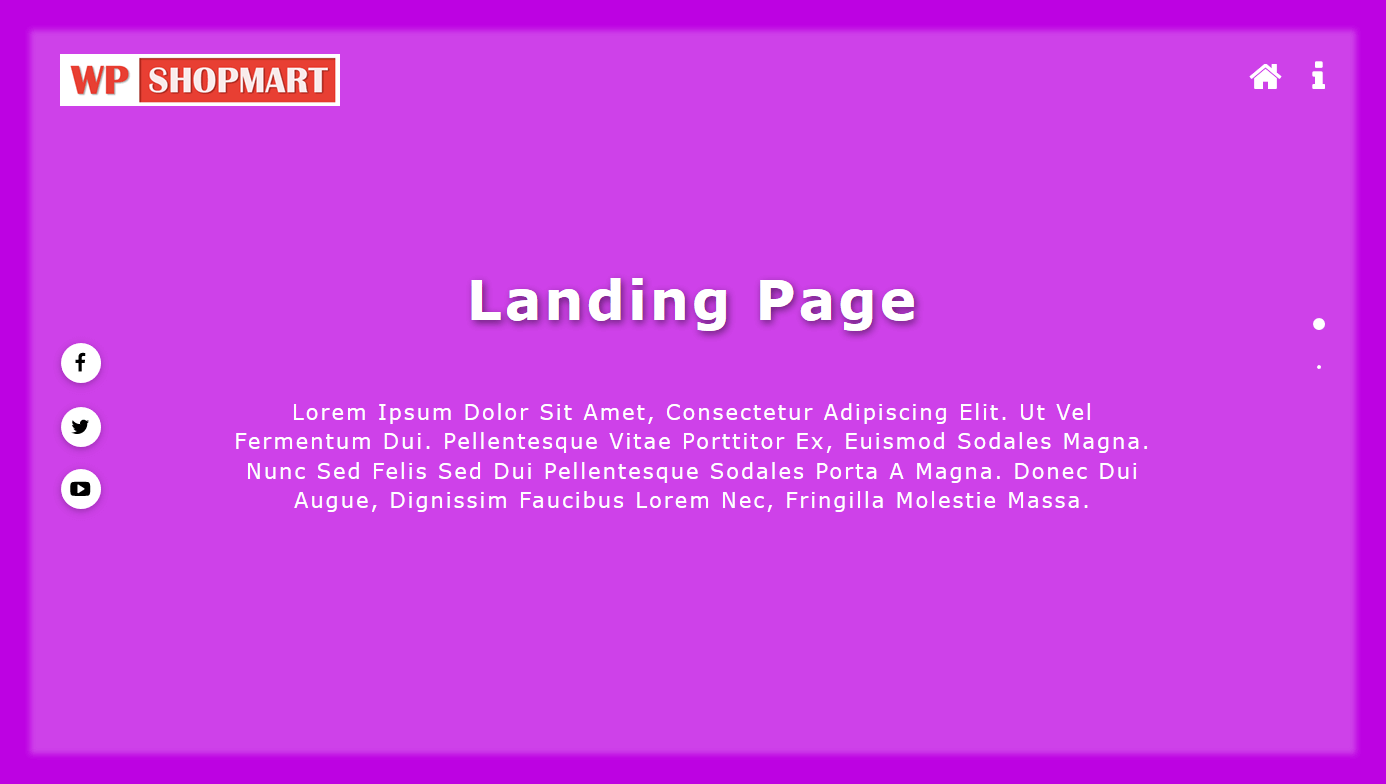 WP SHOPMART
Landing Page
Lorem Ipsum Dolor Sit Amet, Consectetur Adipiscing Elit. Ut Vel
Fermentum Dui. Pellentesque Vitae Porttitor Ex, Euismod Sodales Magna.
Nunc Sed Felis Sed Dui Pellentesque Sodales Porta A Magna. Donec Dui
Augue, Dignissim Faucibus Lorem Nec, Fringilla Molestie Massa.